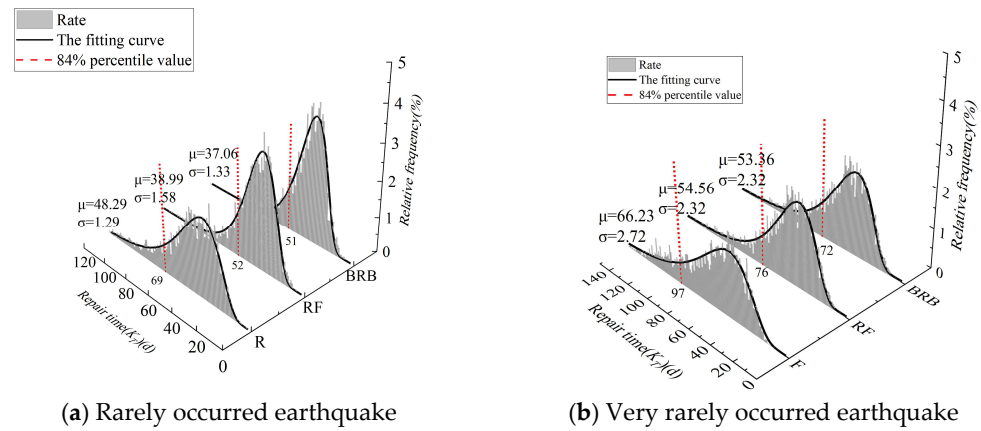 Rate
The fitting curve
84% percentile value
5
4
3
2
1
0
Relative frequency(%)
μ=37.06
σ=1.33
μ=38.99
σ=1.58
μ=48.29
σ=1.29
51
52
69
BRB
RF
R
120
100
80
60
40
20
0
Repair time(K_T)(d)
(a) Rarely occurred earthquake
Rate
The fitting curve
84% percentile value
5
4
3
2
1
0
Relative frequency(%)
μ=53.36
σ=2.32
μ=54.56
σ=2.32
μ=66.23
σ=2.72
72
76
97
BRB
RF
F
140
120
100
80
60
40
20
0
Repair time(K_T)(d)
(b) Very rarely occurred earthquake